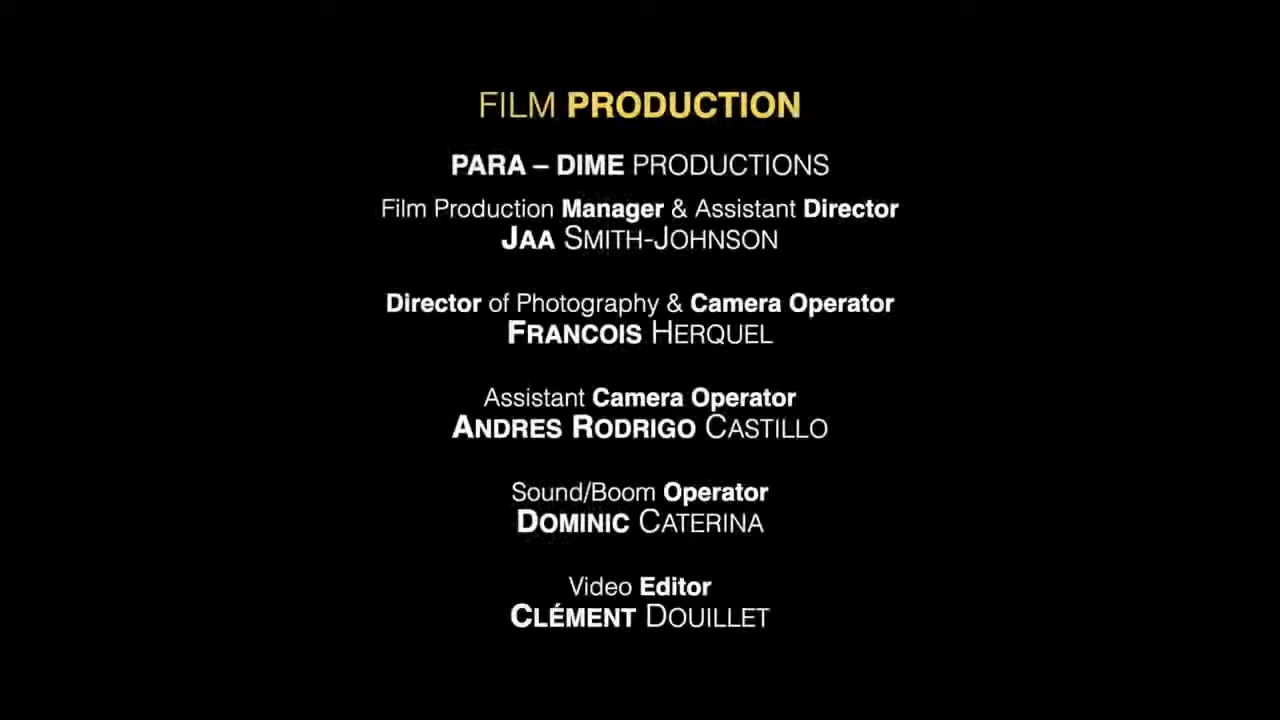 FILM PRODUCTION
PARA – DIME PRODUCTIONS
Film Production Manager & Assistant Director
JAA SMITH-JOHNSON
Director of Photography & Camera Operator
FRANCOIS HERQUEL
Assistant Camera Operator
ANDRES RODRIGO CASTILLO
Sound/Boom Operator
DOMINIC CATERINA
Video Editor
CLÉMENT DOUILLET